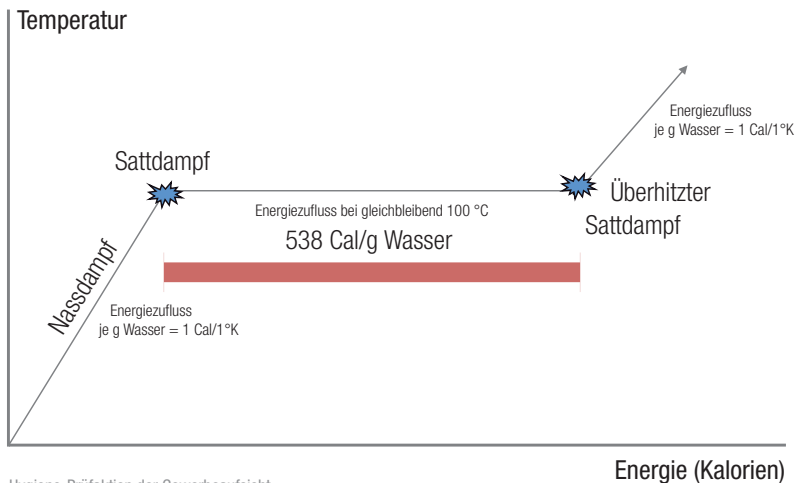 Temperatur
Energiezufluss
je g Wasser = 1 Cal/1°K
Sattdampf
Überhitzter
Sattdampf
Energiezufluss bei gleichbleibend 100 °C
538 Cal/g Wasser
Nassdampf
Energiezufluss
je g Wasser = 1 Cal/1°K
Energie (Kalorien)